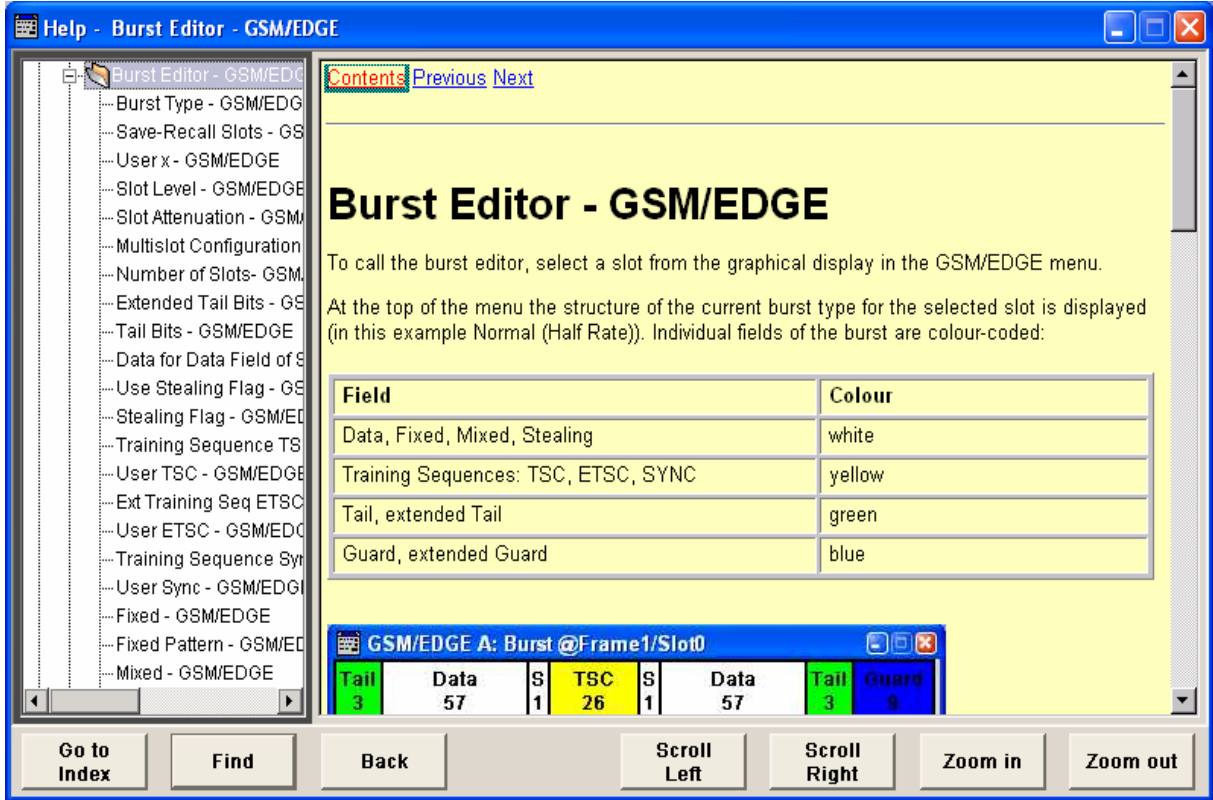 Help - Burst Editor - GSM/EDGE
Burst Editor - GSM/EDG
Burst Type - GSM/EDG
Save-Recall Slots - GS
User x - GSM/EDGE
Slot Level - GSM/EDGE
Slot Attenuation - GSM/
Multislot Configuration
Number of Slots- GSM.
Extended Tail Bits - GS
Tail Bits - GSM/EDGE
Data for Data Field of S
Use Stealing Flag - GS
Stealing Flag - GSM/ED
Training Sequence TS
User TSC - GSM/EDGE
Ext Training Seq ETSC
User ETSC - GSM/EDG
Training Sequence Syn
User Sync - GSM/EDGE
Fixed - GSM/EDGE
Fixed Pattern - GSM/ED
Mixed - GSM/EDGE
Contents Previous Next
Burst Editor - GSM/EDGE
To call the burst editor, select a slot from the graphical display in the GSM/EDGE menu.
At the top of the menu the structure of the current burst type for the selected slot is displayed
(in this example Normal (Half Rate)). Individual fields of the burst are colour-coded:
Field Colour
Data, Fixed, Mixed, Stealing white
Training Sequences: TSC, ETSC, SYNC yellow
Tail, extended Tail green
Guard, extended Guard blue
GSM/EDGE A: Burst @Frame1/Slot0
Tail Data S TSC S Data Tail Guard
3 57 1 26 1 57 3 9
Go to Index Find Back Scroll Left Scroll Right Zoom in Zoom out